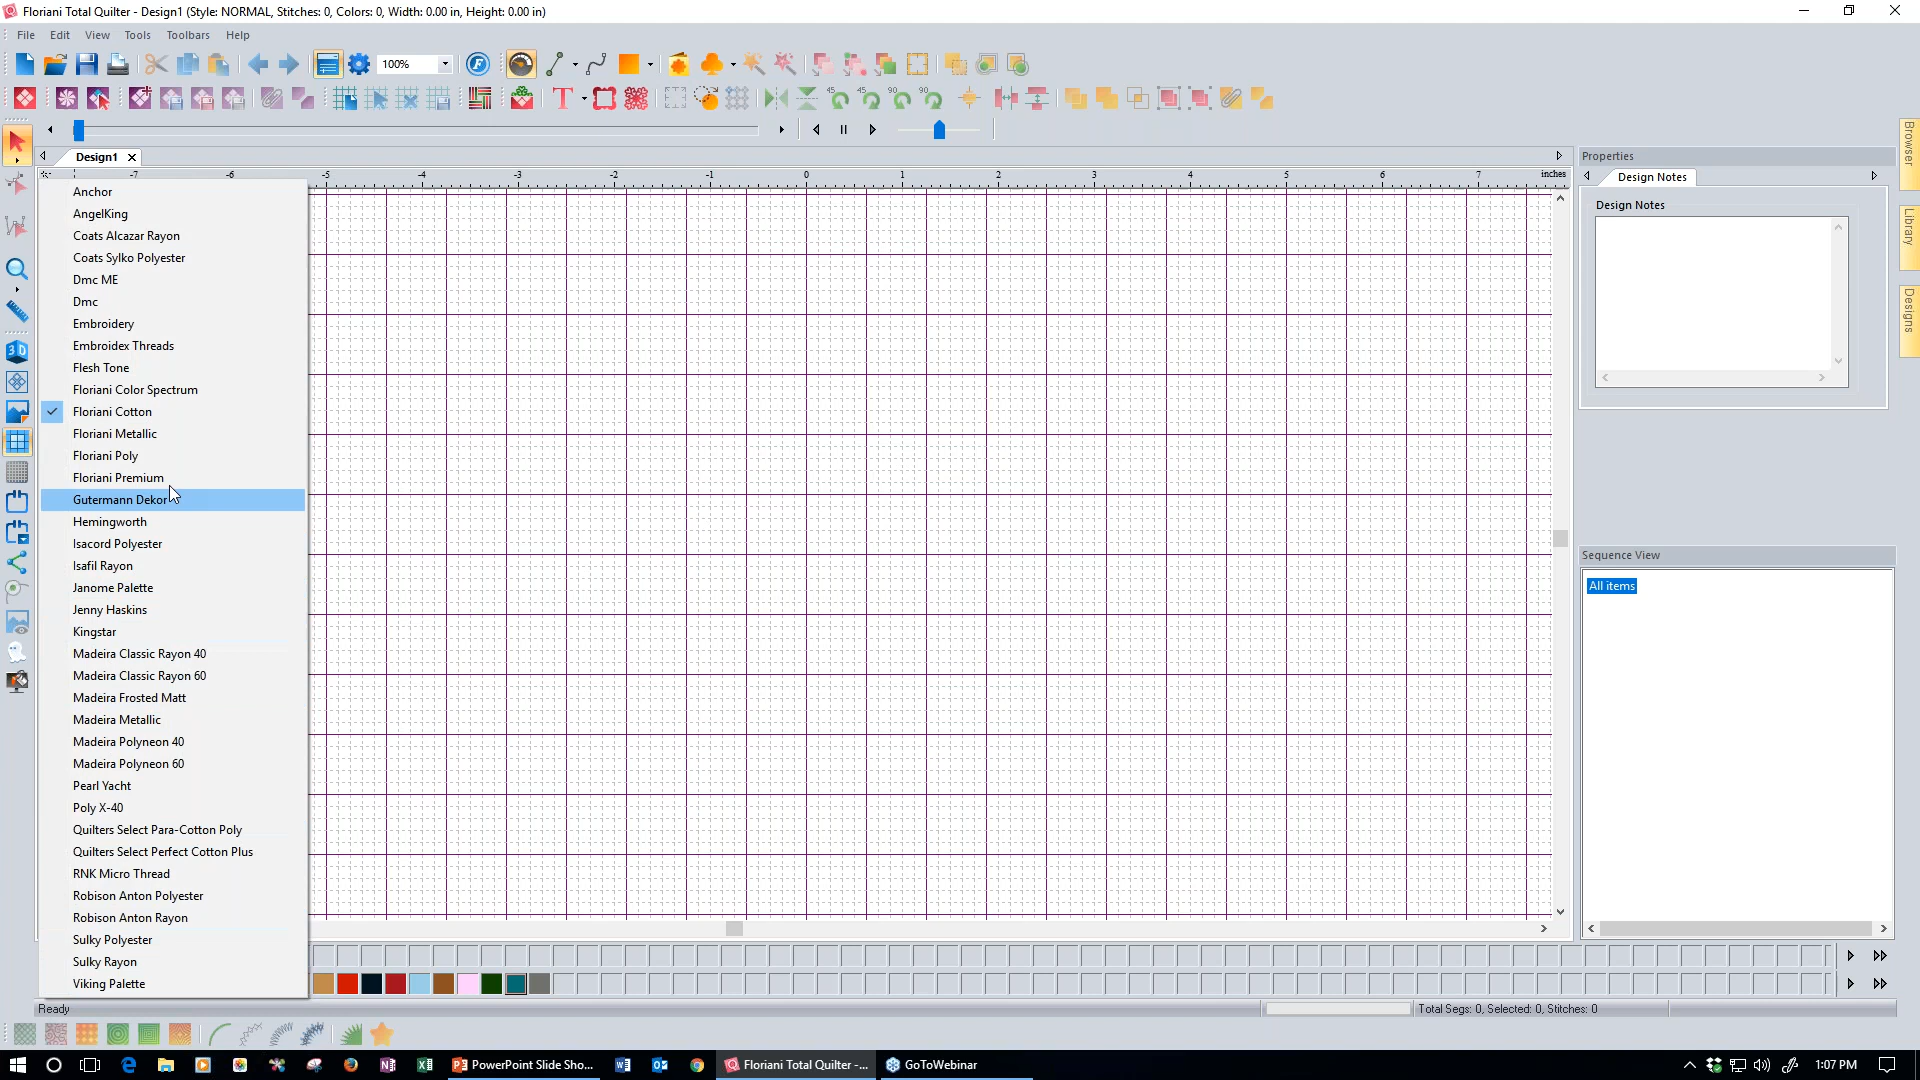 Floriani Total Quilter - Design1 (Style: NORMAL, Stitches: 0, Colors: 0, Width: 0.00 in, Height: 0.00 in)
File Edit View Tools Toolbars Help
100%
45 45 90 90
Design1
-7 -6 -5 -4 -3 -2 -1 0 1 2 3 4 5 6 7 inches
Anchor
AngelKing
Coats Alcazar Rayon
Coats Sylko Polyester
Dmc ME
Dmc
Embroidery
Embroidex Threads
Flesh Tone
Floriani Color Spectrum
Floriani Cotton
Floriani Metallic
Floriani Poly
Floriani Premium
Gutermann Dekor
Hemingworth
Isacord Polyester
Isafil Rayon
Janome Palette
Jenny Haskins
Kingstar
Madeira Classic Rayon 40
Madeira Classic Rayon 60
Madeira Frosted Matt
Madeira Metallic
Madeira Polyneon 40
Madeira Polyneon 60
Pearl Yacht
Poly X-40
Quilters Select Para-Cotton Poly
Quilters Select Perfect Cotton Plus
RNK Micro Thread
Robison Anton Polyester
Robison Anton Rayon
Sulky Polyester
Sulky Rayon
Viking Palette
3D
Properties
Design Notes
Design Notes
Sequence View
All items
Browser
Library
Designs
Ready
Total Segs: 0, Selected: 0, Stitches: 0
PowerPoint Slide Sho...
Floriani Total Quilter -...
GoToWebinar
1:07 PM